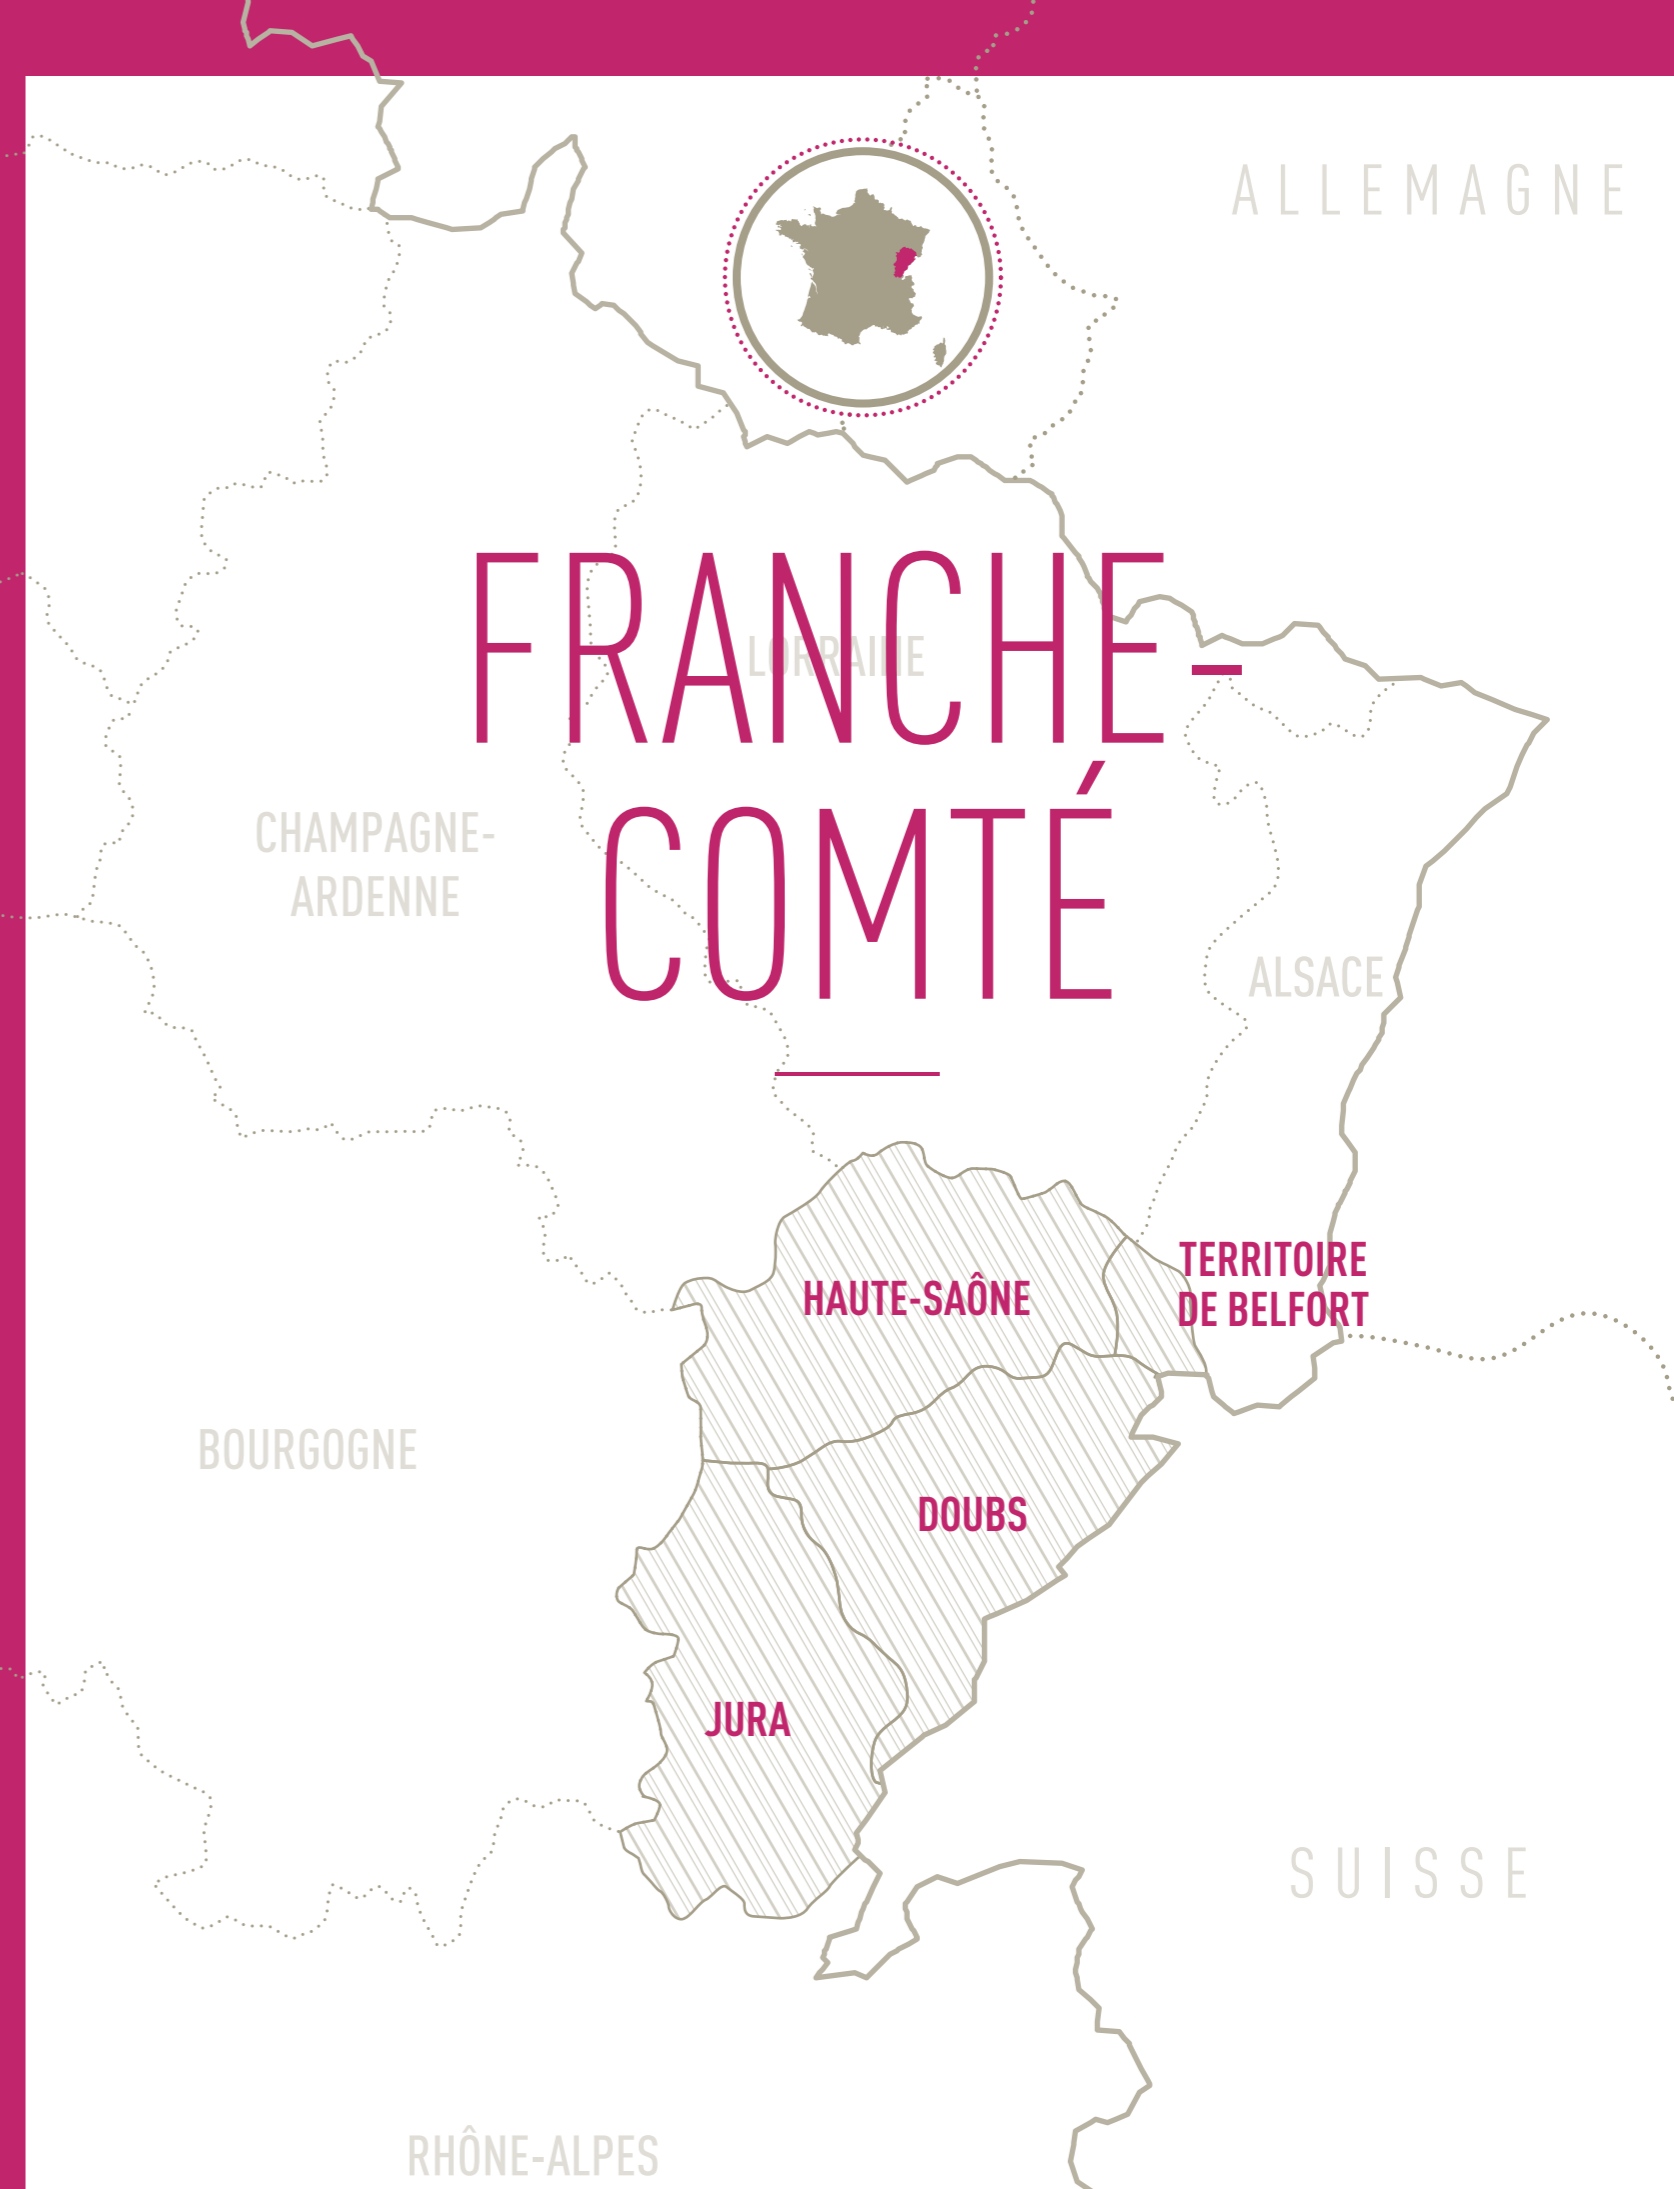 ALLEMAGNE
FRANCHE-
LORRAINE
COMTÉ
CHAMPAGNE-
ARDENNE
ALSACE
TERRITOIRE
DE BELFORT
HAUTE-SAÔNE
BOURGOGNE
DOUBS
JURA
SUISSE
RHÔNE-ALPES